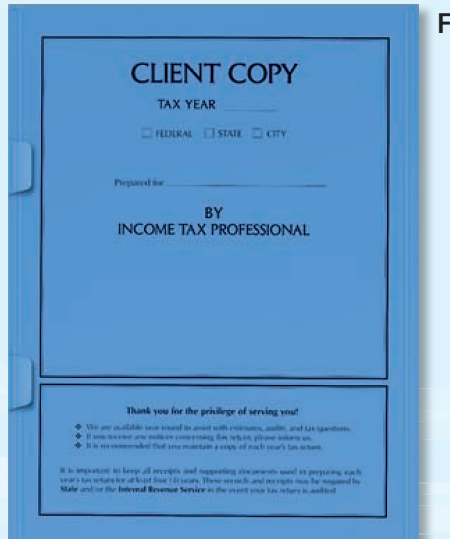 F
CLIENT COPY
TAX YEAR
FEDERAL STATE CITY
Prepared for
BY
INCOME TAX PROFESSIONAL
Thank you for the privilege of serving you!
❖ We are available year round to assist with estimates, audits, and tax questions.
❖ If you receive any notices concerning this return, please inform us.
❖ It is recommended that you maintain a copy of each year's tax return.
It is important to keep all receipts and supporting documents used in preparing each
year's tax return for at least four (4) years. These records and receipts may be required by
State and/or the Internal Revenue Service in the event your tax return is audited.